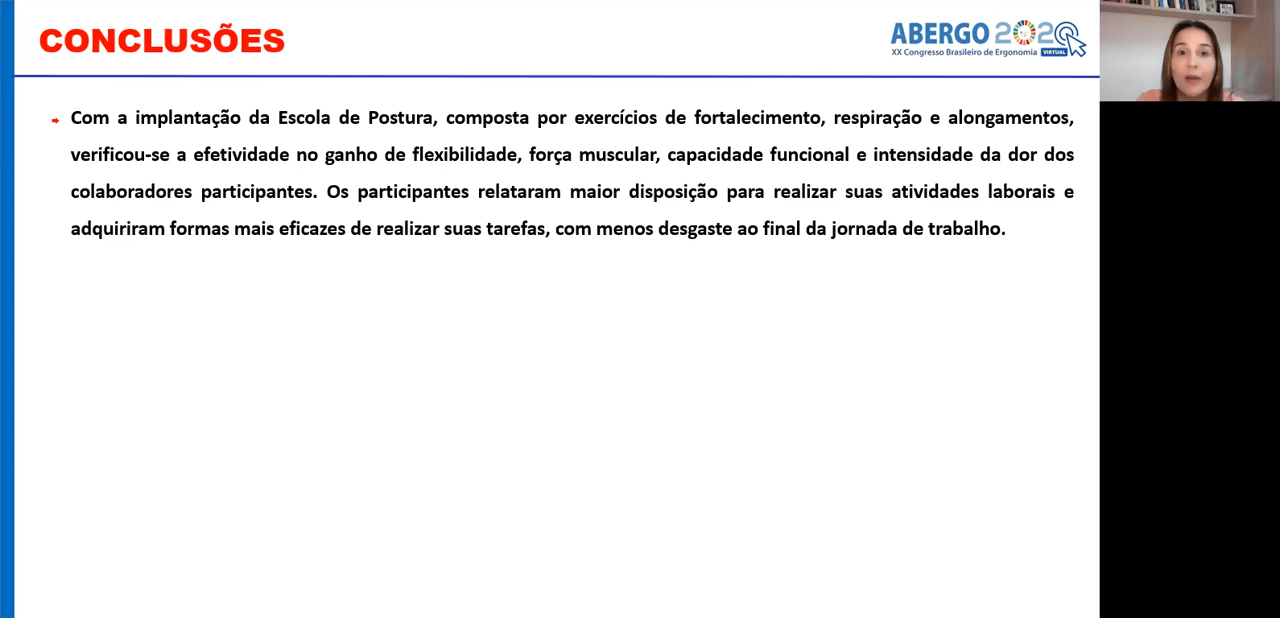 CONCLUSÕES
ABERGO 2020
XX Congresso Brasileiro de Ergonomia VIRTUAL
Com a implantação da Escola de Postura, composta por exercícios de fortalecimento, respiração e alongamentos,
verificou-se a efetividade no ganho de flexibilidade, força muscular, capacidade funcional e intensidade da dor dos
colaboradores participantes. Os participantes relataram maior disposição para realizar suas atividades laborais e
adquiriram formas mais eficazes de realizar suas tarefas, com menos desgaste ao final da jornada de trabalho.